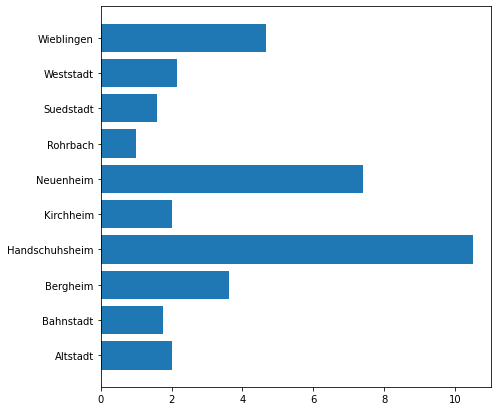 Wieblingen
Weststadt
Suedstadt
Rohrbach
Neuenheim
Kirchheim
Handschuhsheim
Bergheim
Bahnstadt
Altstadt
0 2 4 6 8 10